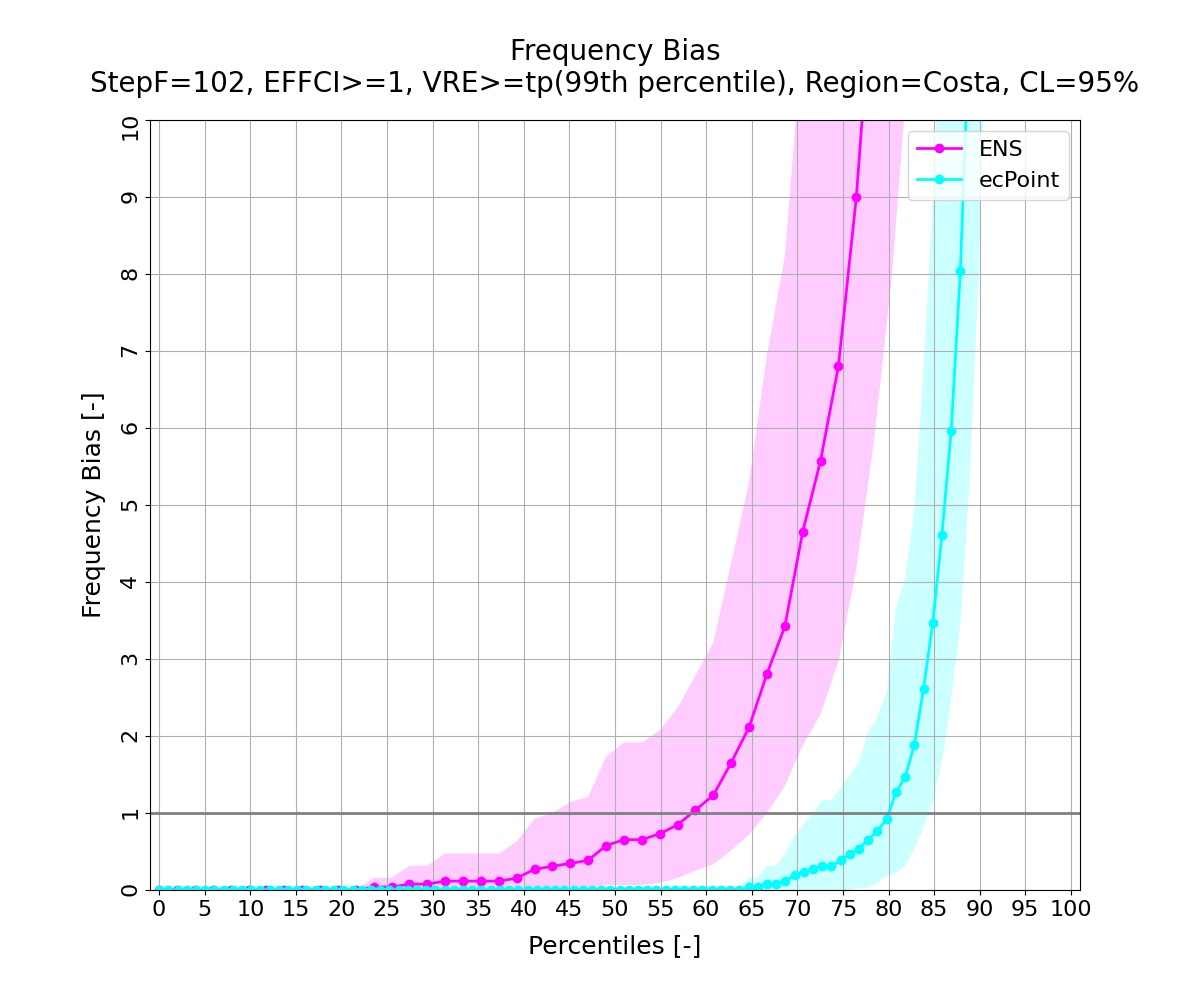 Frequency Bias
StepF=102, EFFCI>=1, VRE>=tp(99th percentile), Region=Costa, CL=95%
10
9
8
7
6
5
4
3
2
1
0
Frequency Bias [-]
ENS
ecPoint
0 5 10 15 20 25 30 35 40 45 50 55 60 65 70 75 80 85 90 95 100
Percentiles [-]